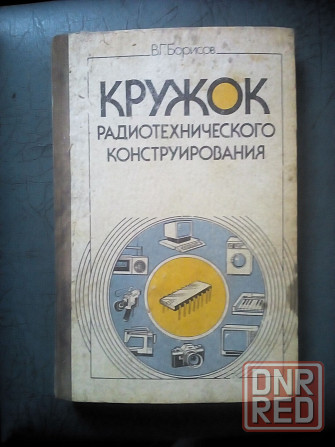 В.Г. Борисов
КРУЖОК
РАДИОТЕХНИЧЕСКОГО
КОНСТРУИРОВАНИЯ
DNR
RED